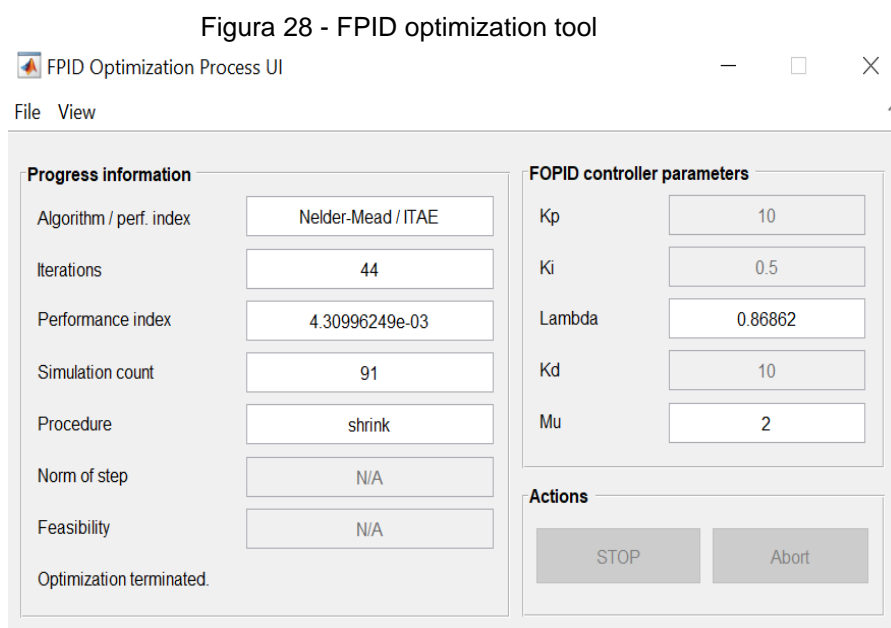 Figura 28 - FPID optimization tool
FPID Optimization Process UI
File View
Progress information
Algorithm / perf. index
Nelder-Mead / ITAE
Iterations
44
Performance index
4.30996249e-03
Simulation count
91
Procedure
shrink
Norm of step
N/A
Feasibility
N/A
Optimization terminated.
FOPID controller parameters
Kp
10
Ki
0.5
Lambda
0.86862
Kd
10
Mu
2
Actions
STOP
Abort